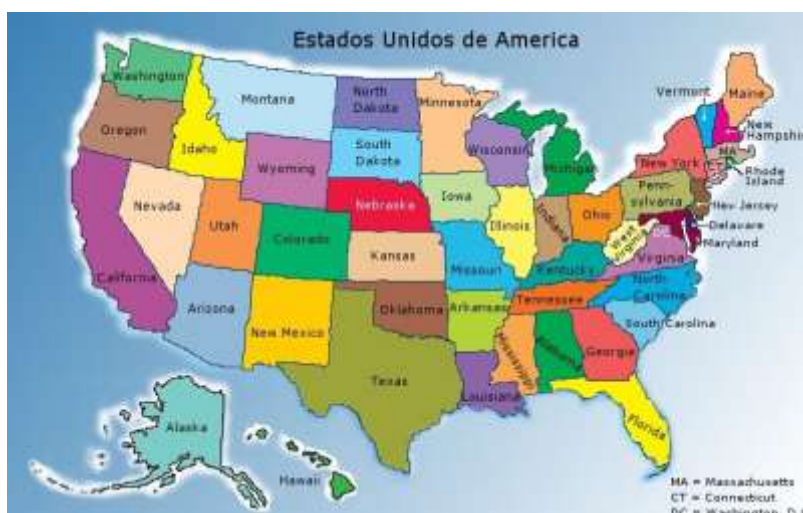 Estados Unidos de America
Washington
Montana
North
Dakota
Minnesota
Vermont
Maine
Oregon
Idaho
Wyoming
South
Dakota
Wisconsin
Michigan
New
Hampshire
MA
New York
Rhode
Island
Nevada
Utah
Colorado
Nebraska
Iowa
Illinois
Indiana
Ohio
Penn-
sylvania
New Jersey
Delaware
Maryland
West
Virginia
Virginia
California
Arizona
New Mexico
Kansas
Missouri
Kentucky
North
Carolina
Oklahoma
Arkansas
Tennessee
South Carolina
Texas
Louisiana
Mississippi
Alabama
Georgia
Florida
Alaska
Hawaii
MA = Massachusetts
CT = Connecticut